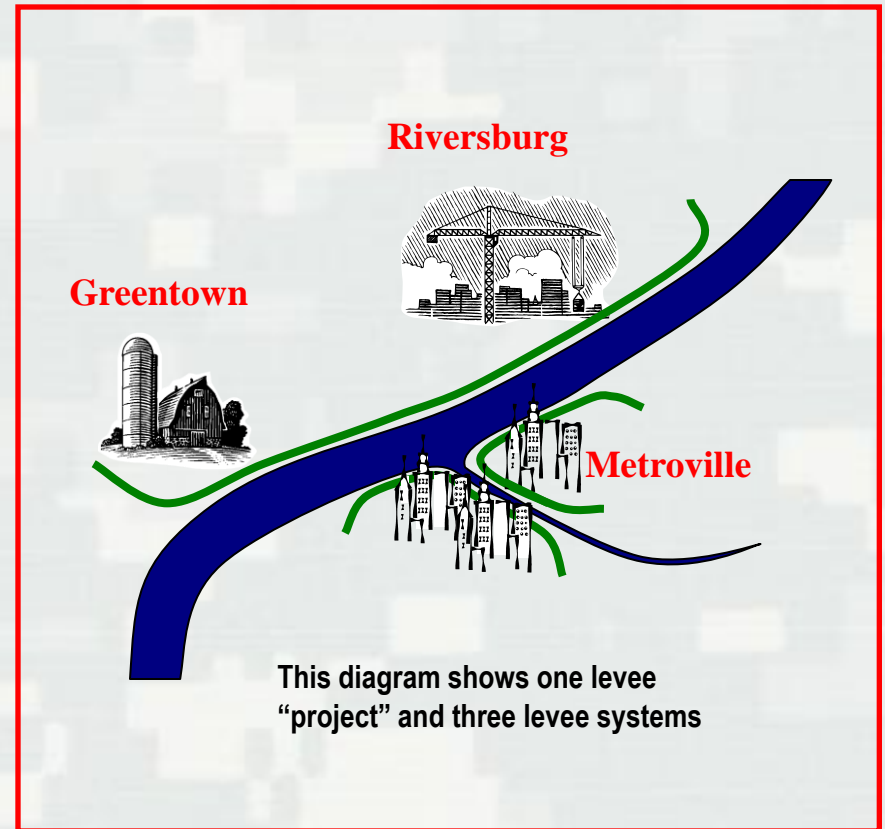 Riversburg
Greentown
Metroville
This diagram shows one levee
“project” and three levee systems